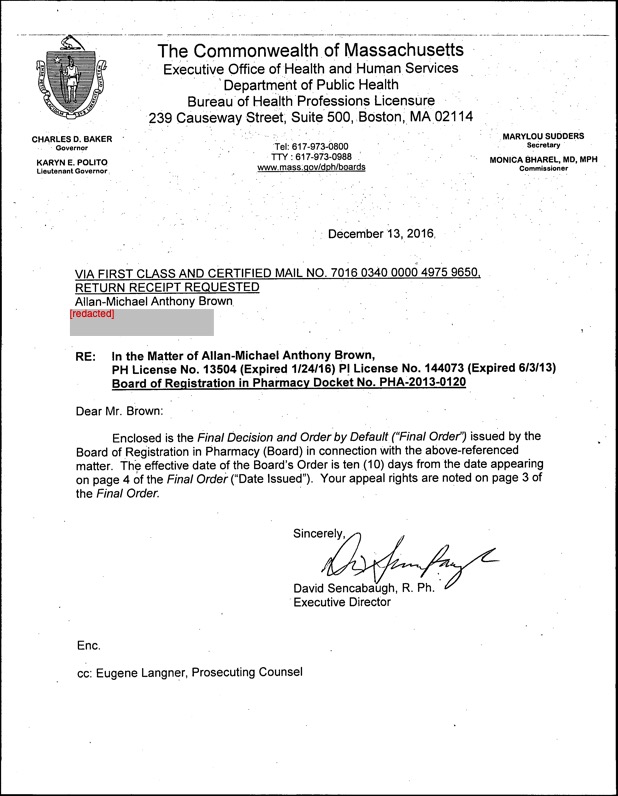 The Commonwealth of Massachusetts
Executive Office of Health and Human Services
Department of Public Health
Bureau of Health Professions Licensure
239 Causeway Street, Suite 500, Boston, MA 02114
CHARLES D. BAKER
Governor
KARYN E. POLITO
Lieutenant Governor
Tel: 617-973-0800
TTY : 617-973-0988
www.mass.gov/dph/boards
MARYLOU SUDDERS
Secretary
MONICA BHAREL, MD, MPH
Commissioner
December 13, 2016
VIA FIRST CLASS AND CERTIFIED MAIL NO. 7016 0340 0000 4975 9650,
RETURN RECEIPT REQUESTED
Allan-Michael Anthony Brown
[redacted]
RE: In the Matter of Allan-Michael Anthony Brown,
PH License No. 13504 (Expired 1/24/16) PI License No. 144073 (Expired 6/3/13)
Board of Registration in Pharmacy Docket No. PHA-2013-0120
Dear Mr. Brown:
Enclosed is the Final Decision and Order by Default ("Final Order") issued by the
Board of Registration in Pharmacy (Board) in connection with the above-referenced
matter. The effective date of the Board's Order is ten (10) days from the date appearing
on page 4 of the Final Order ("Date Issued"). Your appeal rights are noted on page 3 of
the Final Order.
Sincerely,
David Sencabaugh, R. Ph.
Executive Director
Enc.
cc: Eugene Langner, Prosecuting Counsel